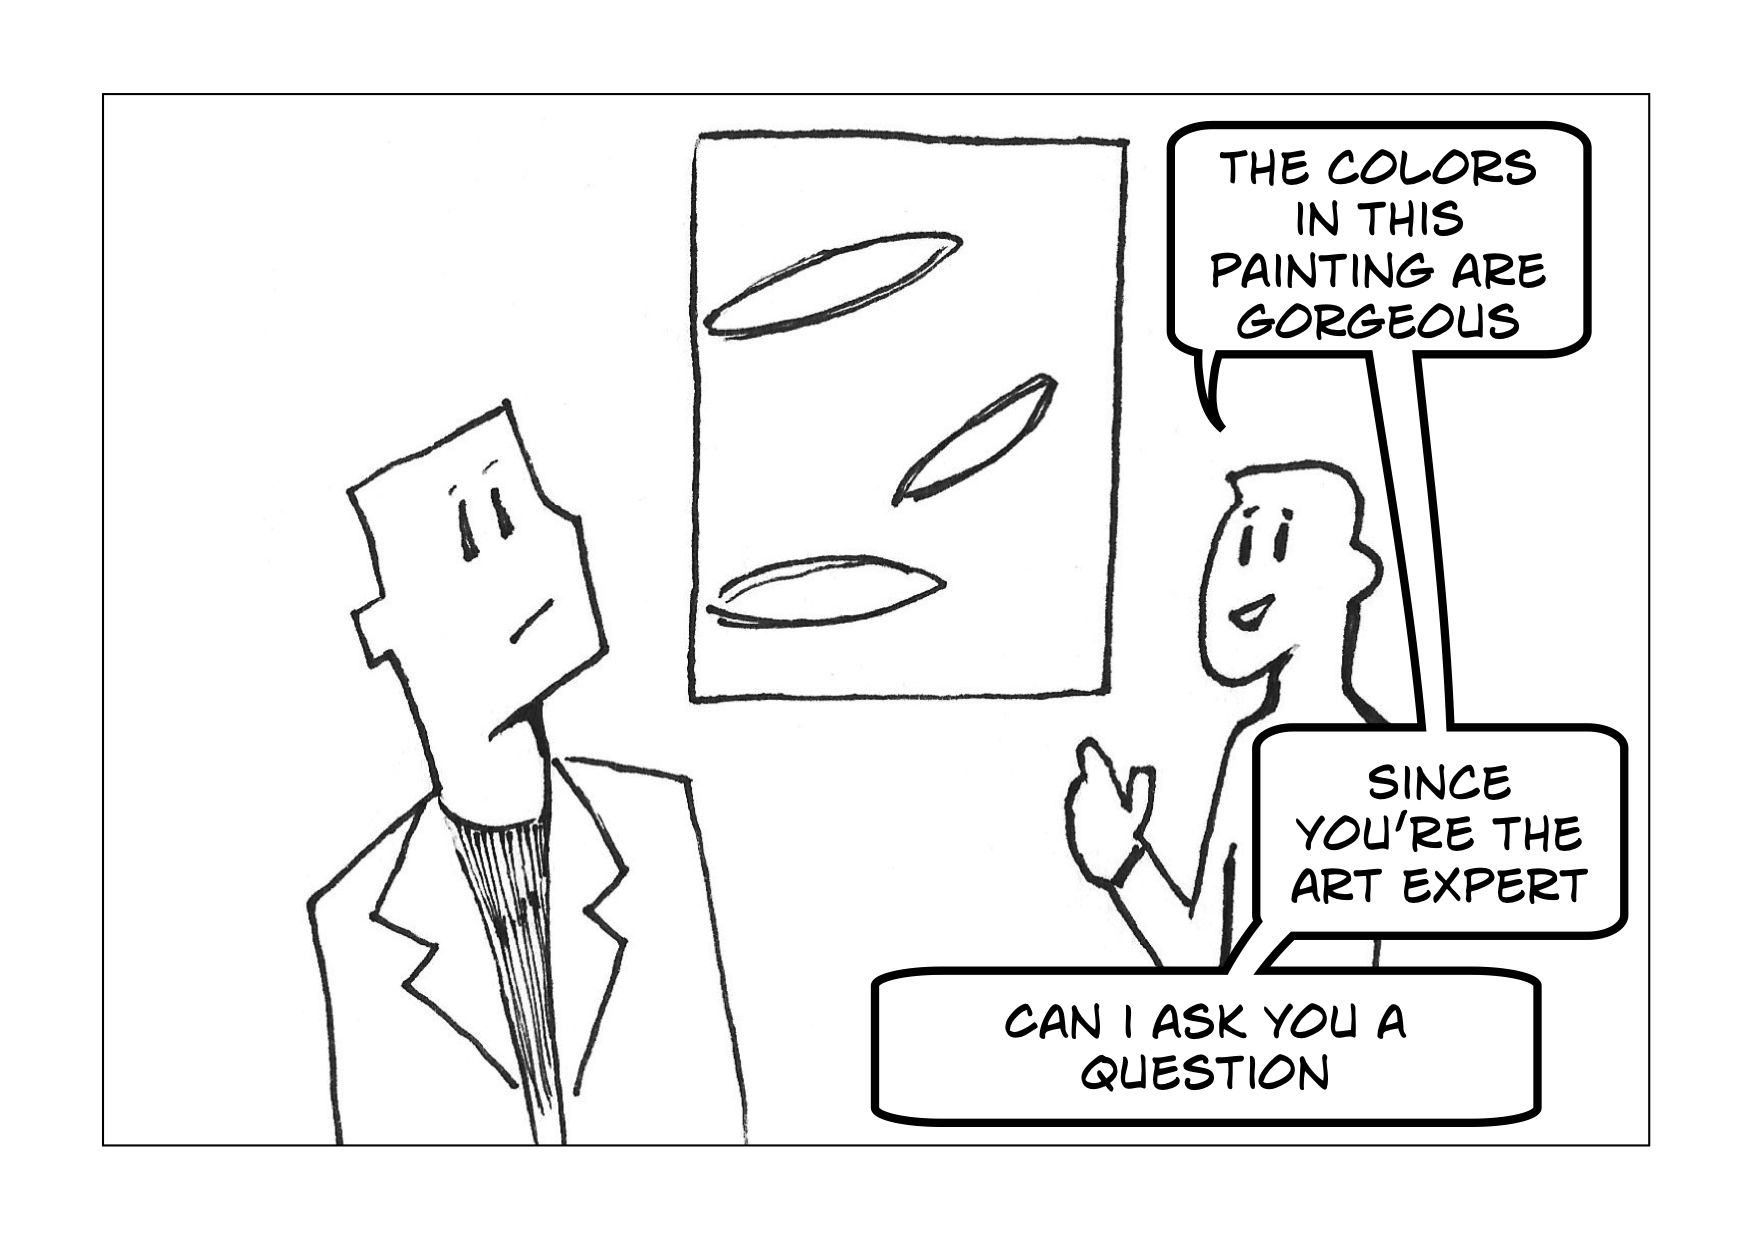 THE COLORS
IN THIS
PAINTING ARE
GORGEOUS
SINCE
YOU'RE THE
ART EXPERT
CAN I ASK YOU A
QUESTION